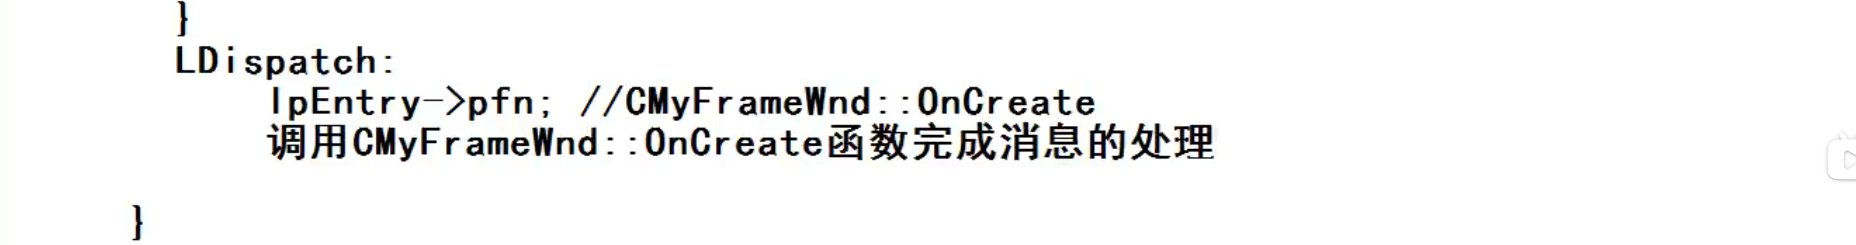 }
LDispatch:
lpEntry->pfn; //CMyFrameWnd::OnCreate
调用CMyFrameWnd::OnCreate函数完成消息的处理
}